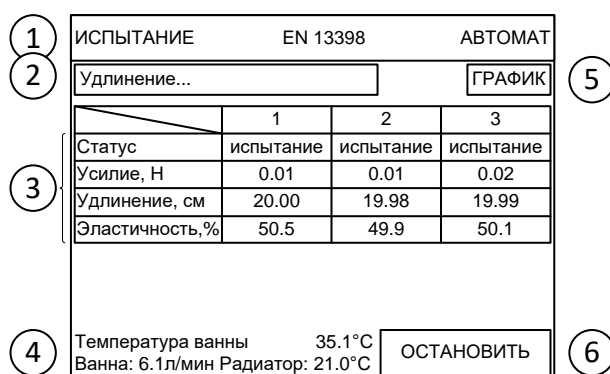 1 ИСПЫТАНИЕ EN 13398 АВТОМАТ
2 Удлинение... ГРАФИК 5
1 2 3
Статус испытание испытание испытание
3 Усилие, Н 0.01 0.01 0.02
Удлинение, см 20.00 19.98 19.99
Эластичность,% 50.5 49.9 50.1
4 Температура ванны 35.1°C ОСТАНОВИТЬ 6
Ванна: 6.1л/мин Радиатор: 21.0°C